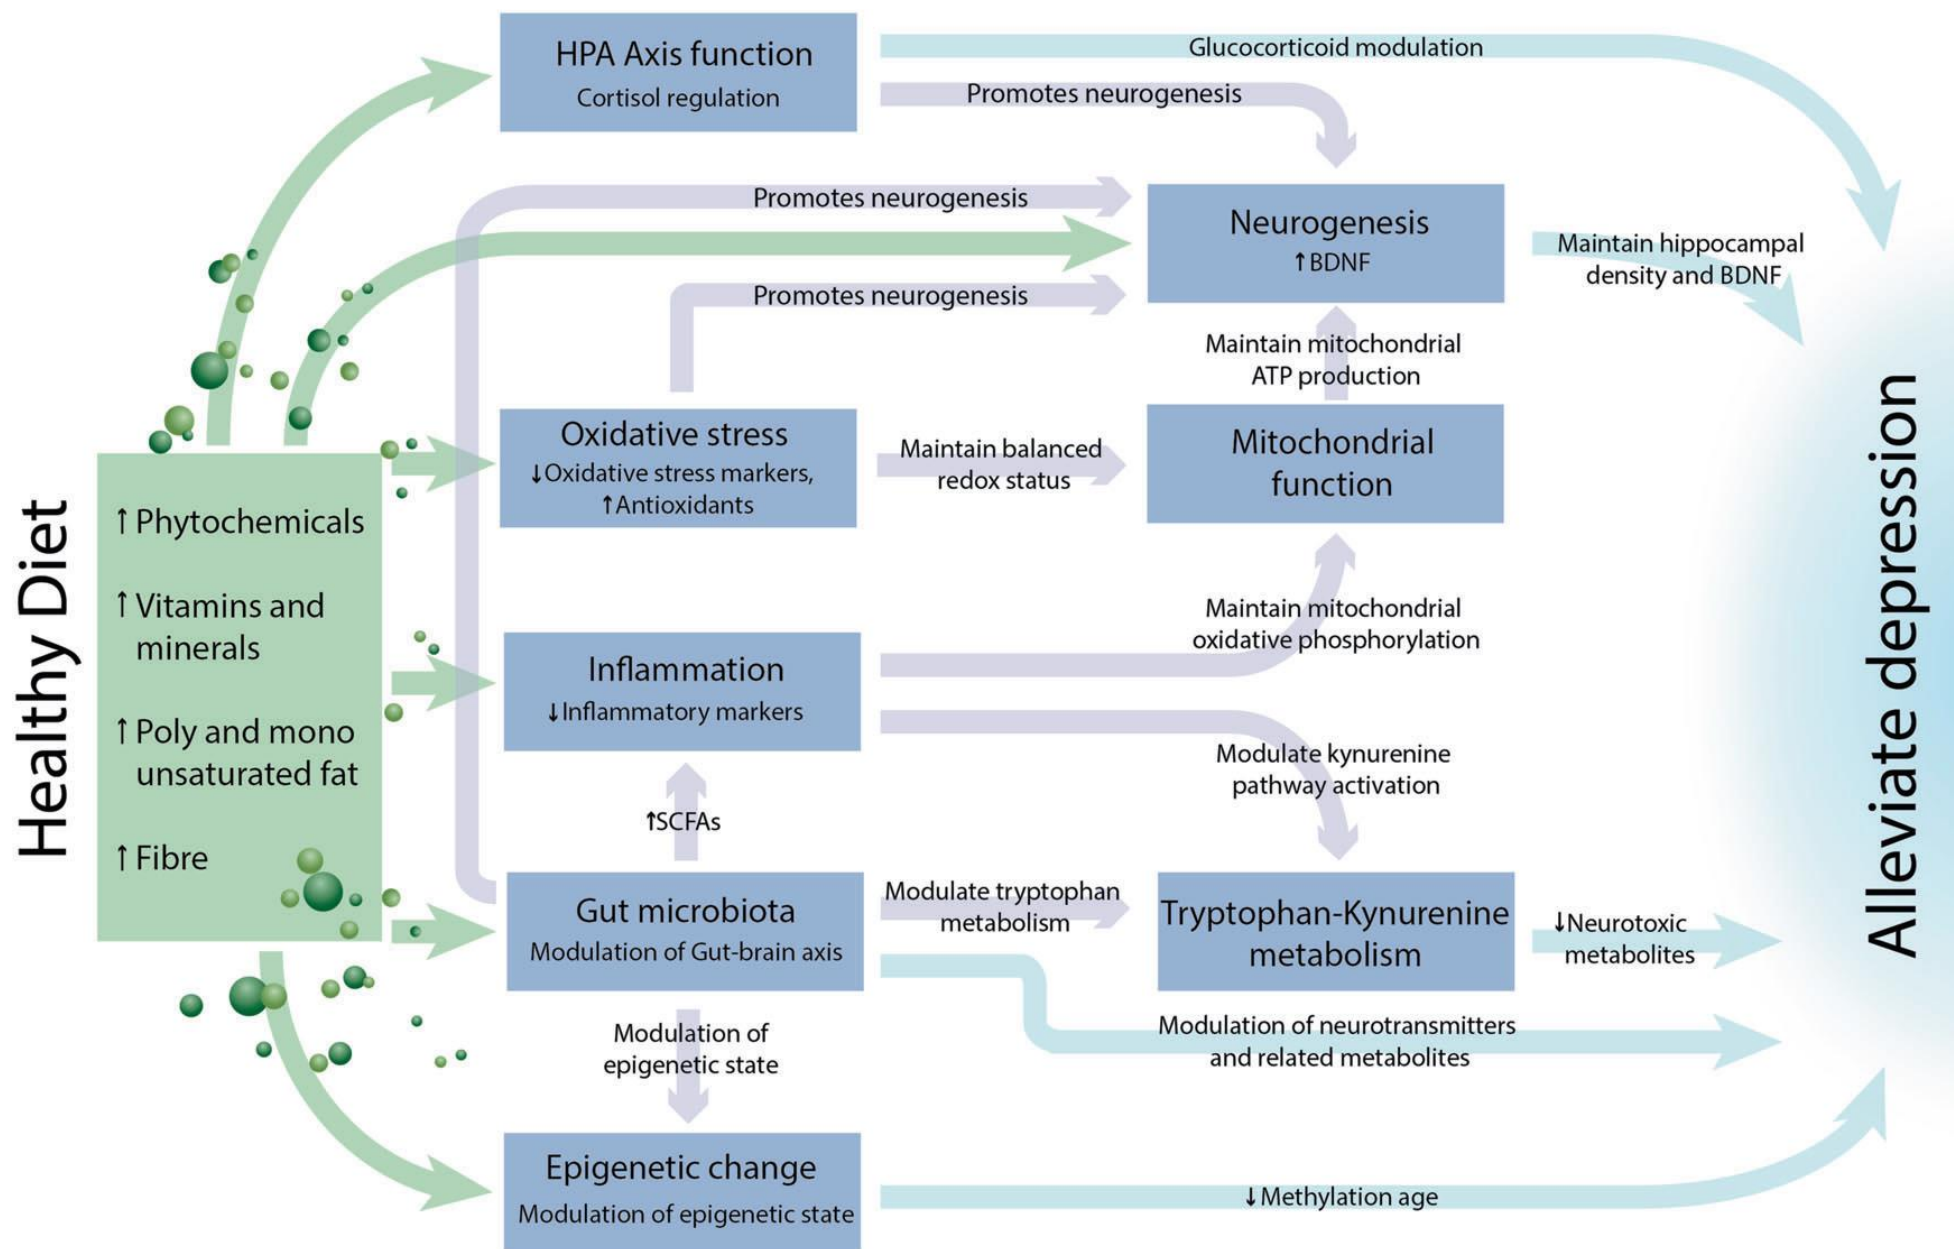 Healthy Diet
↑ Phytochemicals
↑ Vitamins and
minerals
↑ Poly and mono
unsaturated fat
↑ Fibre
HPA Axis function
Cortisol regulation
Glucocorticoid modulation
Promotes neurogenesis
Promotes neurogenesis
Promotes neurogenesis
Neurogenesis
↑BDNF
Maintain hippocampal
density and BDNF
Maintain mitochondrial
ATP production
Oxidative stress
↓Oxidative stress markers,
↑Antioxidants
Maintain balanced
redox status
Mitochondrial
function
Maintain mitochondrial
oxidative phosphorylation
Inflammation
↓Inflammatory markers
Modulate kynurenine
pathway activation
↑SCFAs
Gut microbiota
Modulation of Gut-brain axis
Modulate tryptophan
metabolism
Tryptophan-Kynurenine
metabolism
↓Neurotoxic
metabolites
Modulation of neurotransmitters
and related metabolites
Modulation of
epigenetic state
Epigenetic change
Modulation of epigenetic state
↓Methylation age
Alleviate depression